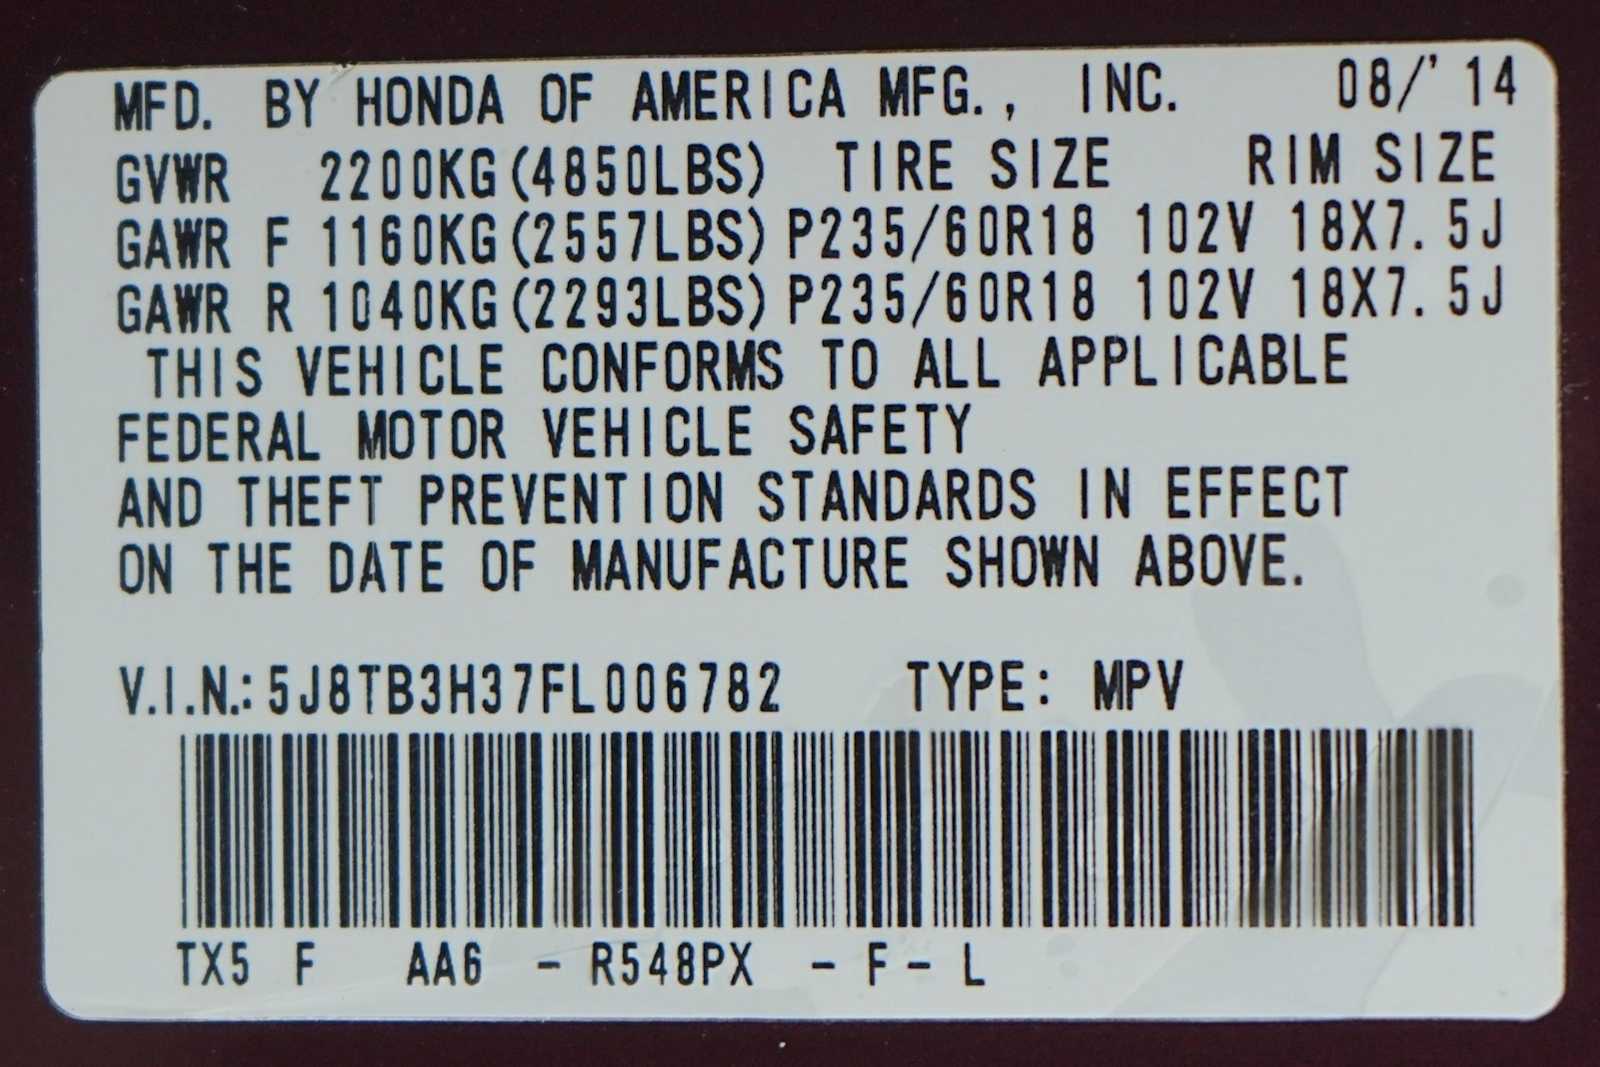 MFD. BY HONDA OF AMERICA MFG., INC. 08/'14
GVWR 2200KG(4850LBS) TIRE SIZE RIM SIZE
GAWR F 1160KG(2557LBS) P235/60R18 102V 18X7.5J
GAWR R 1040KG(2293LBS) P235/60R18 102V 18X7.5J
THIS VEHICLE CONFORMS TO ALL APPLICABLE
FEDERAL MOTOR VEHICLE SAFETY
AND THEFT PREVENTION STANDARDS IN EFFECT
ON THE DATE OF MANUFACTURE SHOWN ABOVE.
V.I.N.: 5J8TB3H37FL006782 TYPE: MPV
TX5 F AA6 - R548PX - F - L